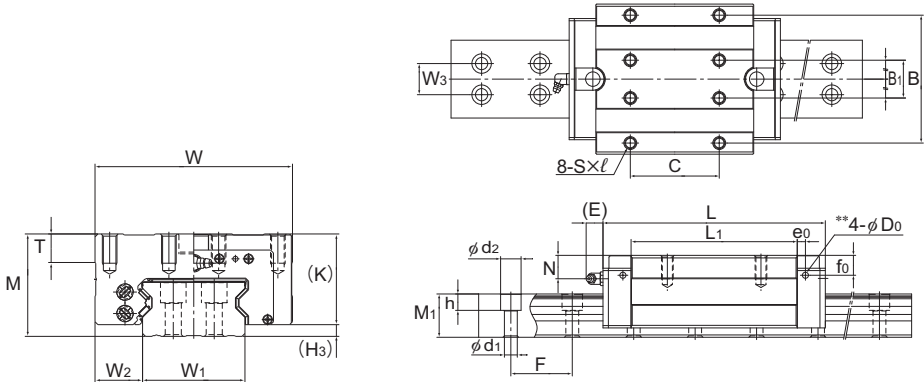 W3
B1
B
8-S×ℓ
C
W
T
M
(K)
(H3)
W2
W1
(E)
L
L1
e0
**4-φD0
φd2
N
f0
h
M1
φd1
F